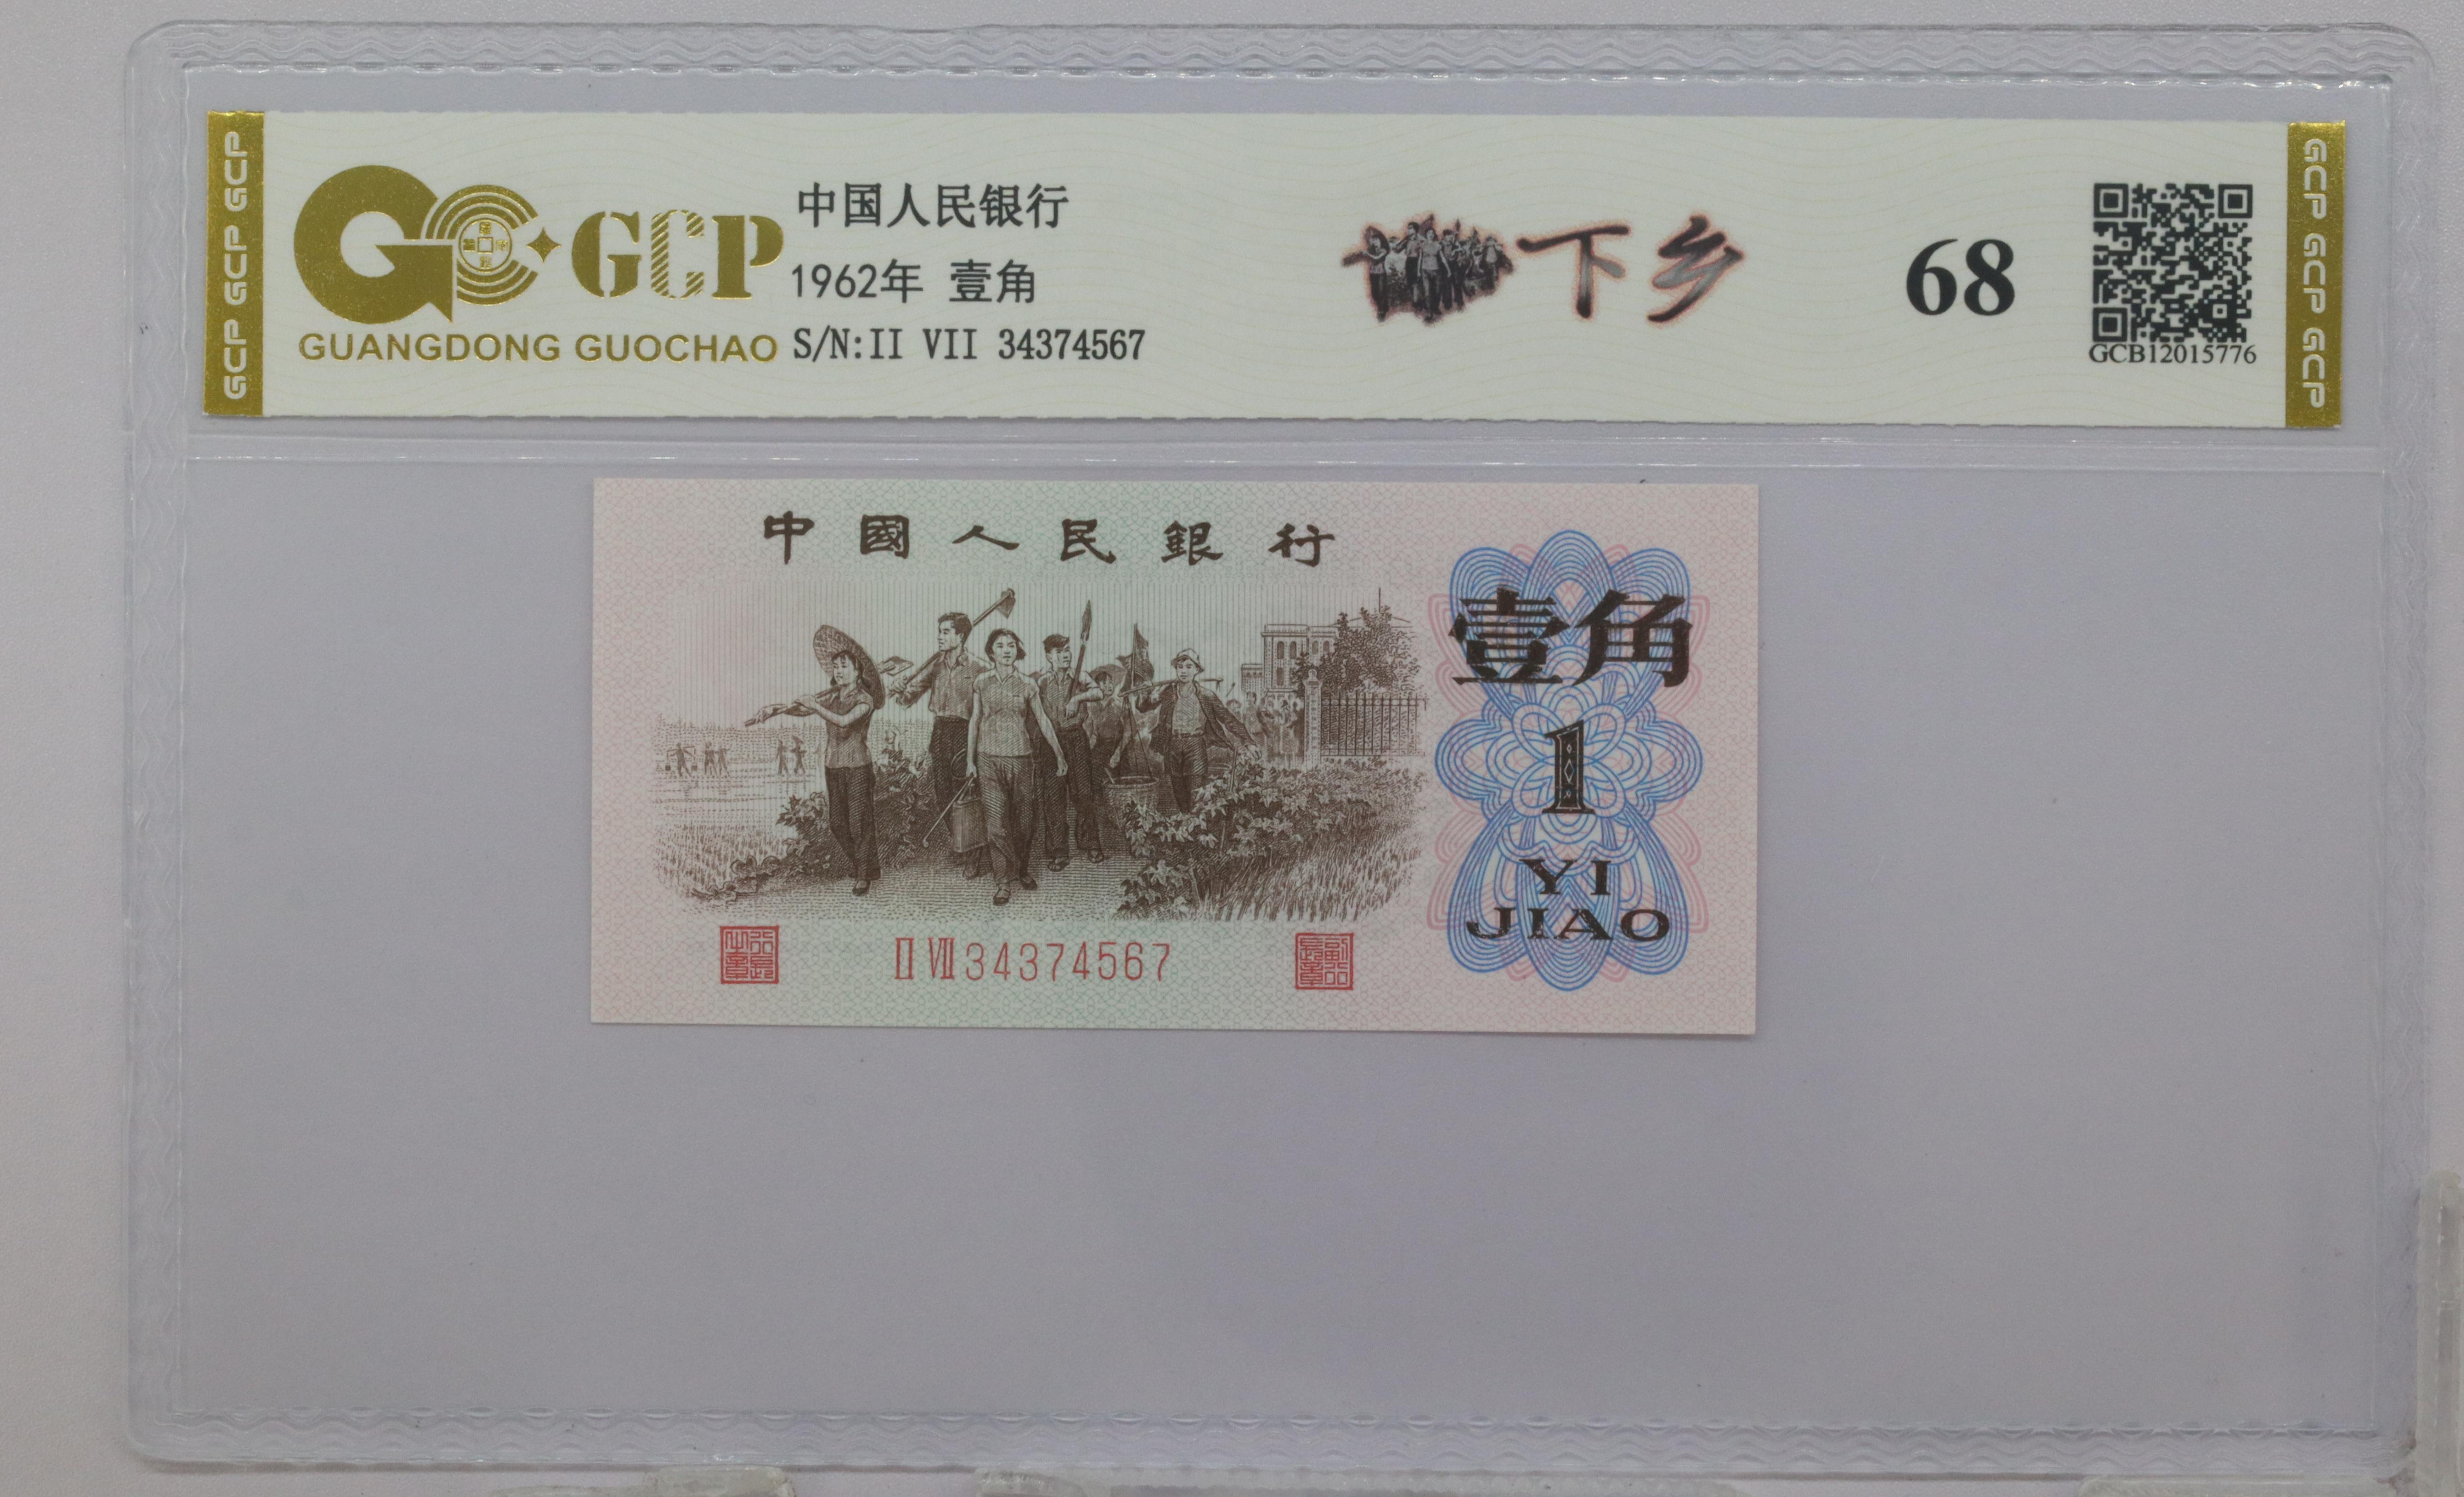 GCP GCP GCP
GCP
GUANGDONG GUOCHAO
中国人民银行
1962年 壹角
S/N:II VII 34374567
下乡
68
GCB12015776
GCP GCP GCP
中國人民銀行
壹角
1
YI
JIAO
II VII 34374567